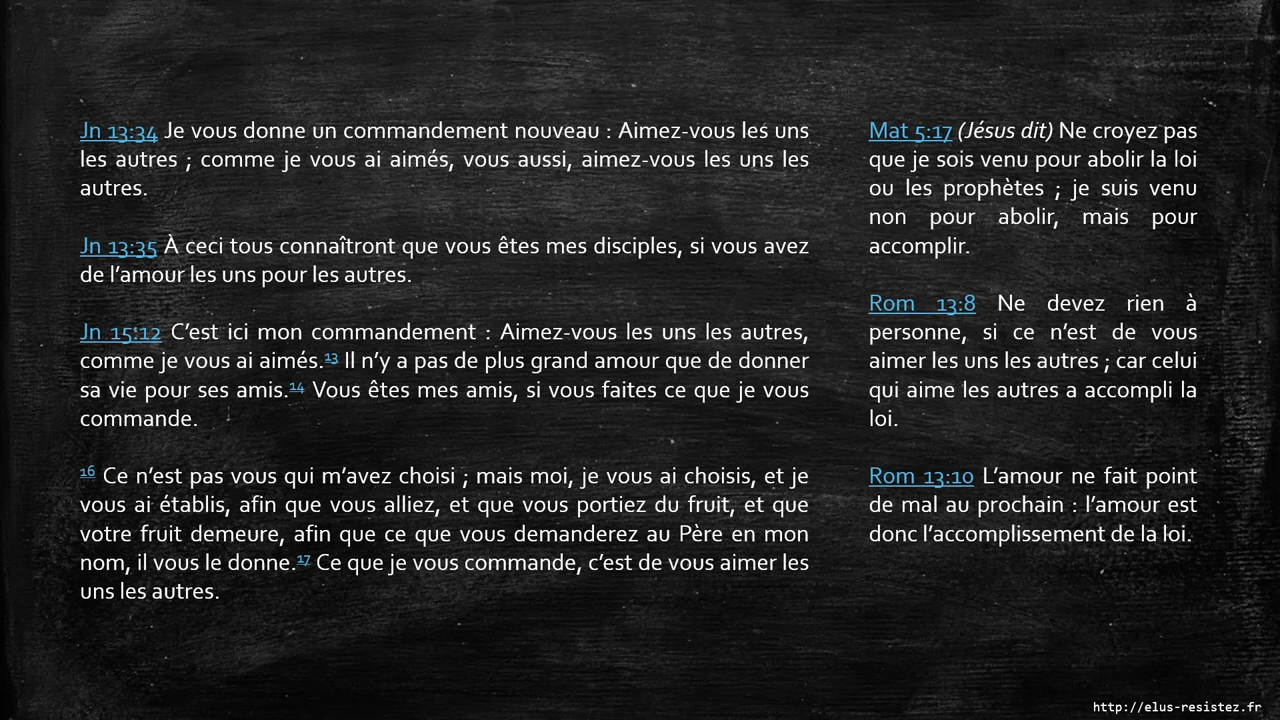 Jn 13:34 Je vous donne un commandement nouveau : Aimez-vous les uns
les autres ; comme je vous ai aimés, vous aussi, aimez-vous les uns les
autres.
Jn 13:35 À ceci tous connaîtront que vous êtes mes disciples, si vous avez
de l’amour les uns pour les autres.
Jn 15:12 C’est ici mon commandement : Aimez-vous les uns les autres,
comme je vous ai aimés.13 Il n’y a pas de plus grand amour que de donner
sa vie pour ses amis.14 Vous êtes mes amis, si vous faites ce que je vous
commande.
16 Ce n’est pas vous qui m’avez choisi ; mais moi, je vous ai choisis, et je
vous ai établis, afin que vous alliez, et que vous portiez du fruit, et que
votre fruit demeure, afin que ce que vous demanderez au Père en mon
nom, il vous le donne.17 Ce que je vous commande, c’est de vous aimer les
uns les autres.
Mat 5:17 (Jésus dit) Ne croyez pas
que je sois venu pour abolir la loi
ou les prophètes ; je suis venu
non pour abolir, mais pour
accomplir.
Rom 13:8 Ne devez rien à
personne, si ce n’est de vous
aimer les uns les autres ; car celui
qui aime les autres a accompli la
loi.
Rom 13:10 L’amour ne fait point
de mal au prochain : l’amour est
donc l’accomplissement de la loi.
http://elus-resistez.fr